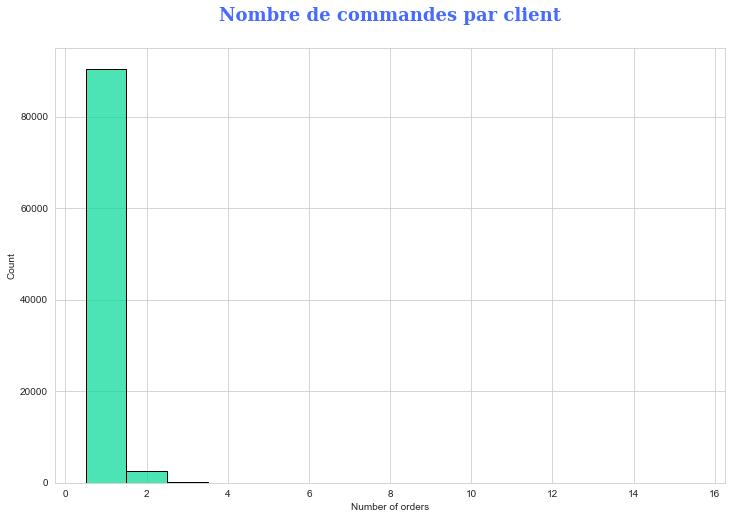 Nombre de commandes par client
80000
60000
40000
20000
0
Count
0 2 4 6 8 10 12 14 16
Number of orders